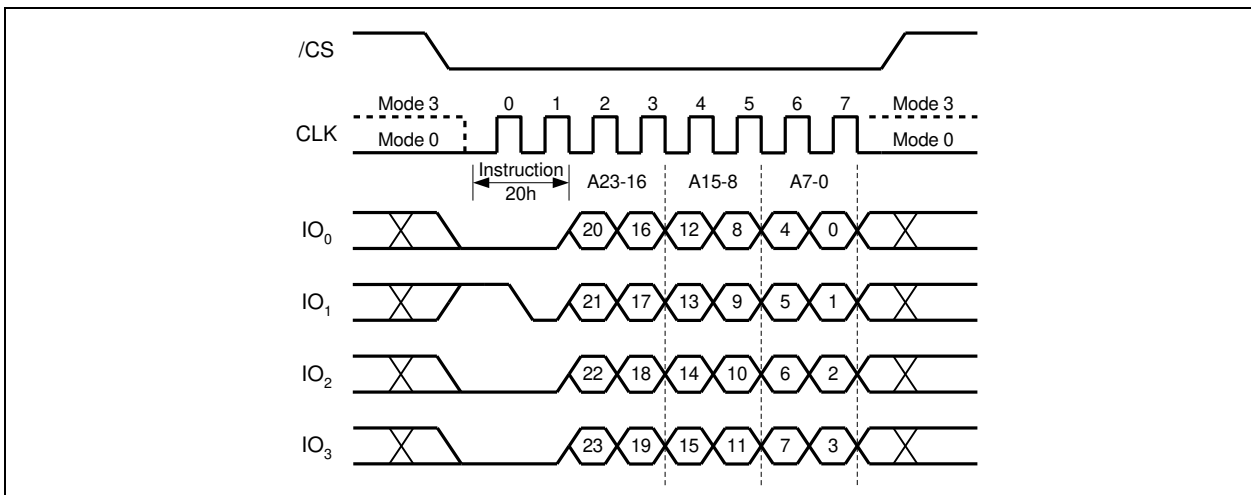 /CS
Mode 3 0 1 2 3 4 5 6 7 Mode 3
CLK
Mode 0 Mode 0
Instruction
20h
A23-16 A15-8 A7-0
IO0 20 16 12 8 4 0
IO1 21 17 13 9 5 1
IO2 22 18 14 10 6 2
IO3 23 19 15 11 7 3